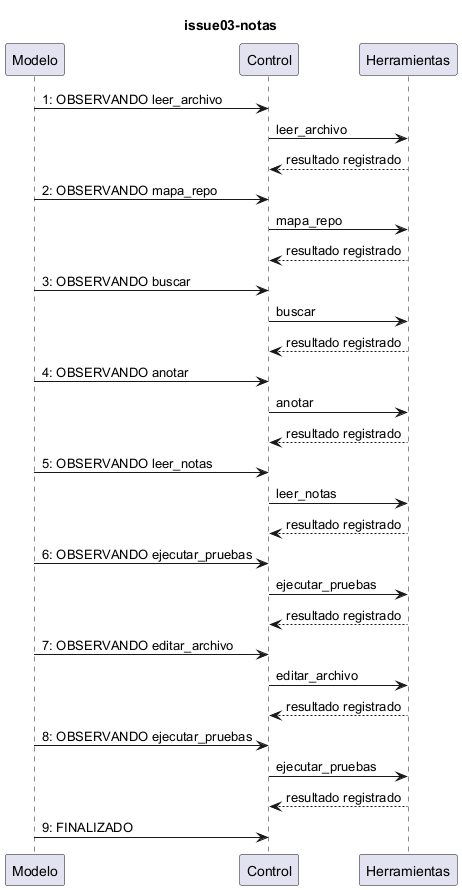 issue03-notas
Modelo Control Herramientas
1: OBSERVANDO leer_archivo
leer_archivo
resultado registrado
2: OBSERVANDO mapa_repo
mapa_repo
resultado registrado
3: OBSERVANDO buscar
buscar
resultado registrado
4: OBSERVANDO anotar
anotar
resultado registrado
5: OBSERVANDO leer_notas
leer_notas
resultado registrado
6: OBSERVANDO ejecutar_pruebas
ejecutar_pruebas
resultado registrado
7: OBSERVANDO editar_archivo
editar_archivo
resultado registrado
8: OBSERVANDO ejecutar_pruebas
ejecutar_pruebas
resultado registrado
9: FINALIZADO
Modelo Control Herramientas